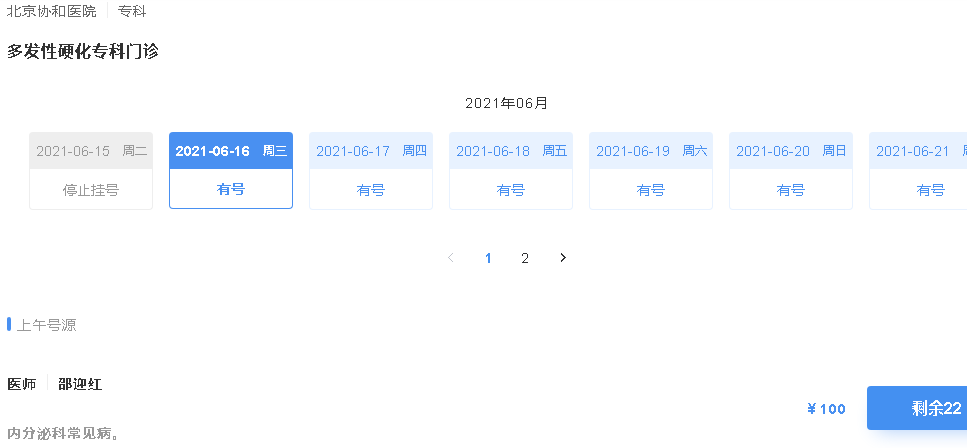 北京协和医院 专科
多发性硬化专科门诊
2021年06月
2021-06-15 周二 2021-06-16 周三 2021-06-17 周四 2021-06-18 周五 2021-06-19 周六 2021-06-20 周日 2021-06-21
停止挂号 有号 有号 有号 有号 有号 有号
1 2
上午号源
医师 邵迎红
¥100 剩余22
内分泌科常见病。